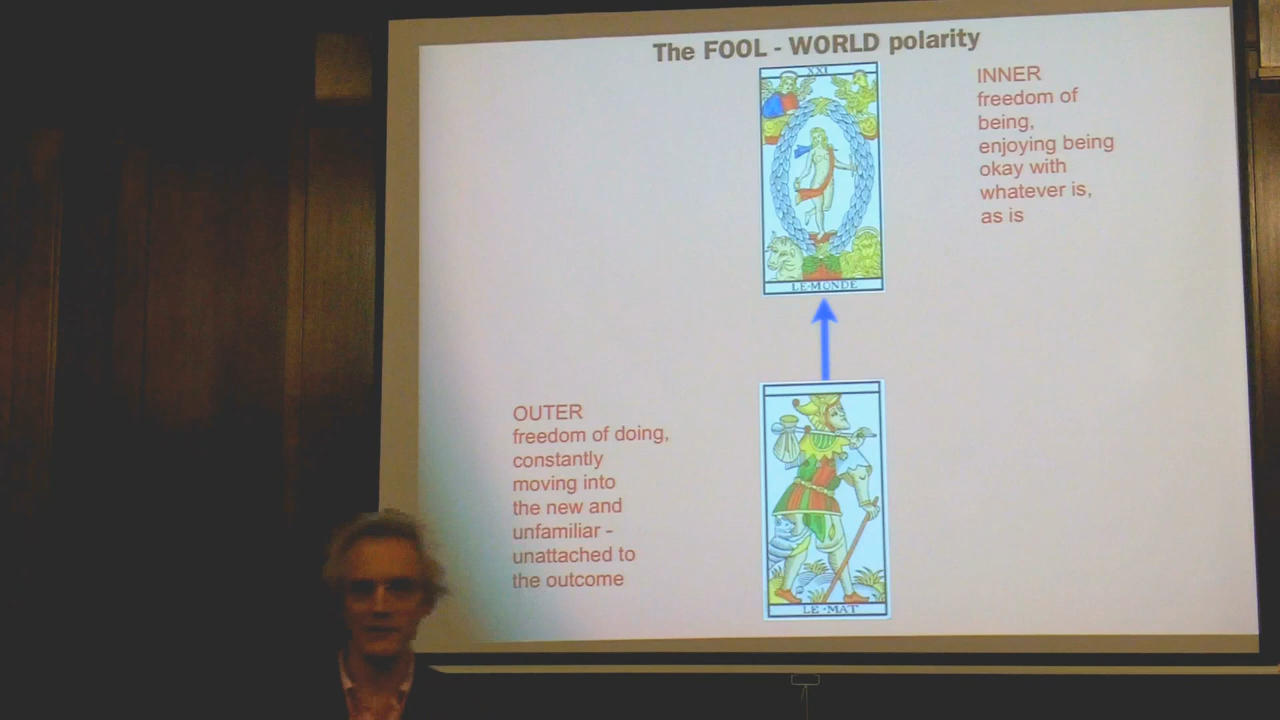 The FOOL - WORLD polarity
XXI
LE·MONDE
INNER
freedom of
being,
enjoying being
okay with
whatever is,
as is
OUTER
freedom of doing,
constantly
moving into
the new and
unfamiliar -
unattached to
the outcome
LE·MAT